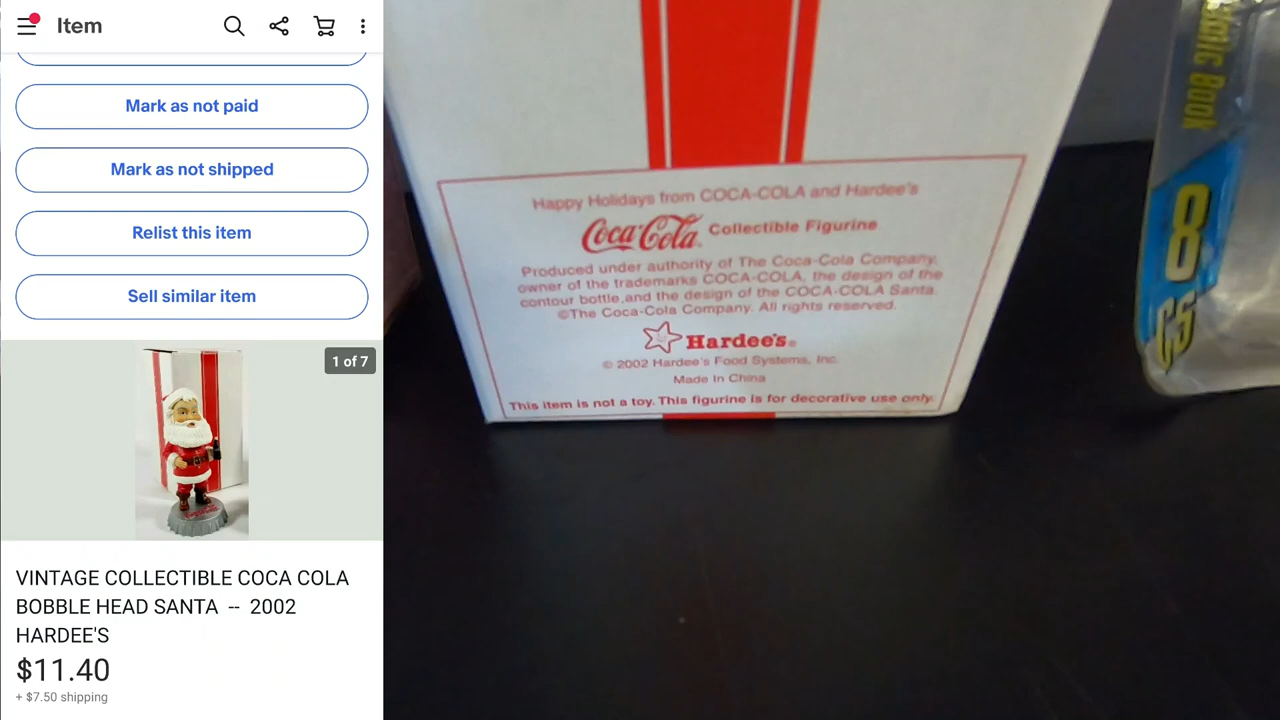 Item
Mark as not paid
Mark as not shipped
Relist this item
Sell similar item
1 of 7
VINTAGE COLLECTIBLE COCA COLA
BOBBLE HEAD SANTA -- 2002
HARDEE'S
$11.40
+ $7.50 shipping
Happy Holidays from COCA-COLA and Hardee's
Coca-Cola Collectible Figurine
Produced under authority of The Coca-Cola Company,
owner of the trademarks COCA-COLA, the design of the
contour bottle,and the design of the COCA-COLA Santa.
©The Coca-Cola Company. All rights reserved.
Hardee's®
© 2002 Hardee's Food Systems, Inc.
Made In China
This item is not a toy. This figurine is for decorative use only.
Book
8